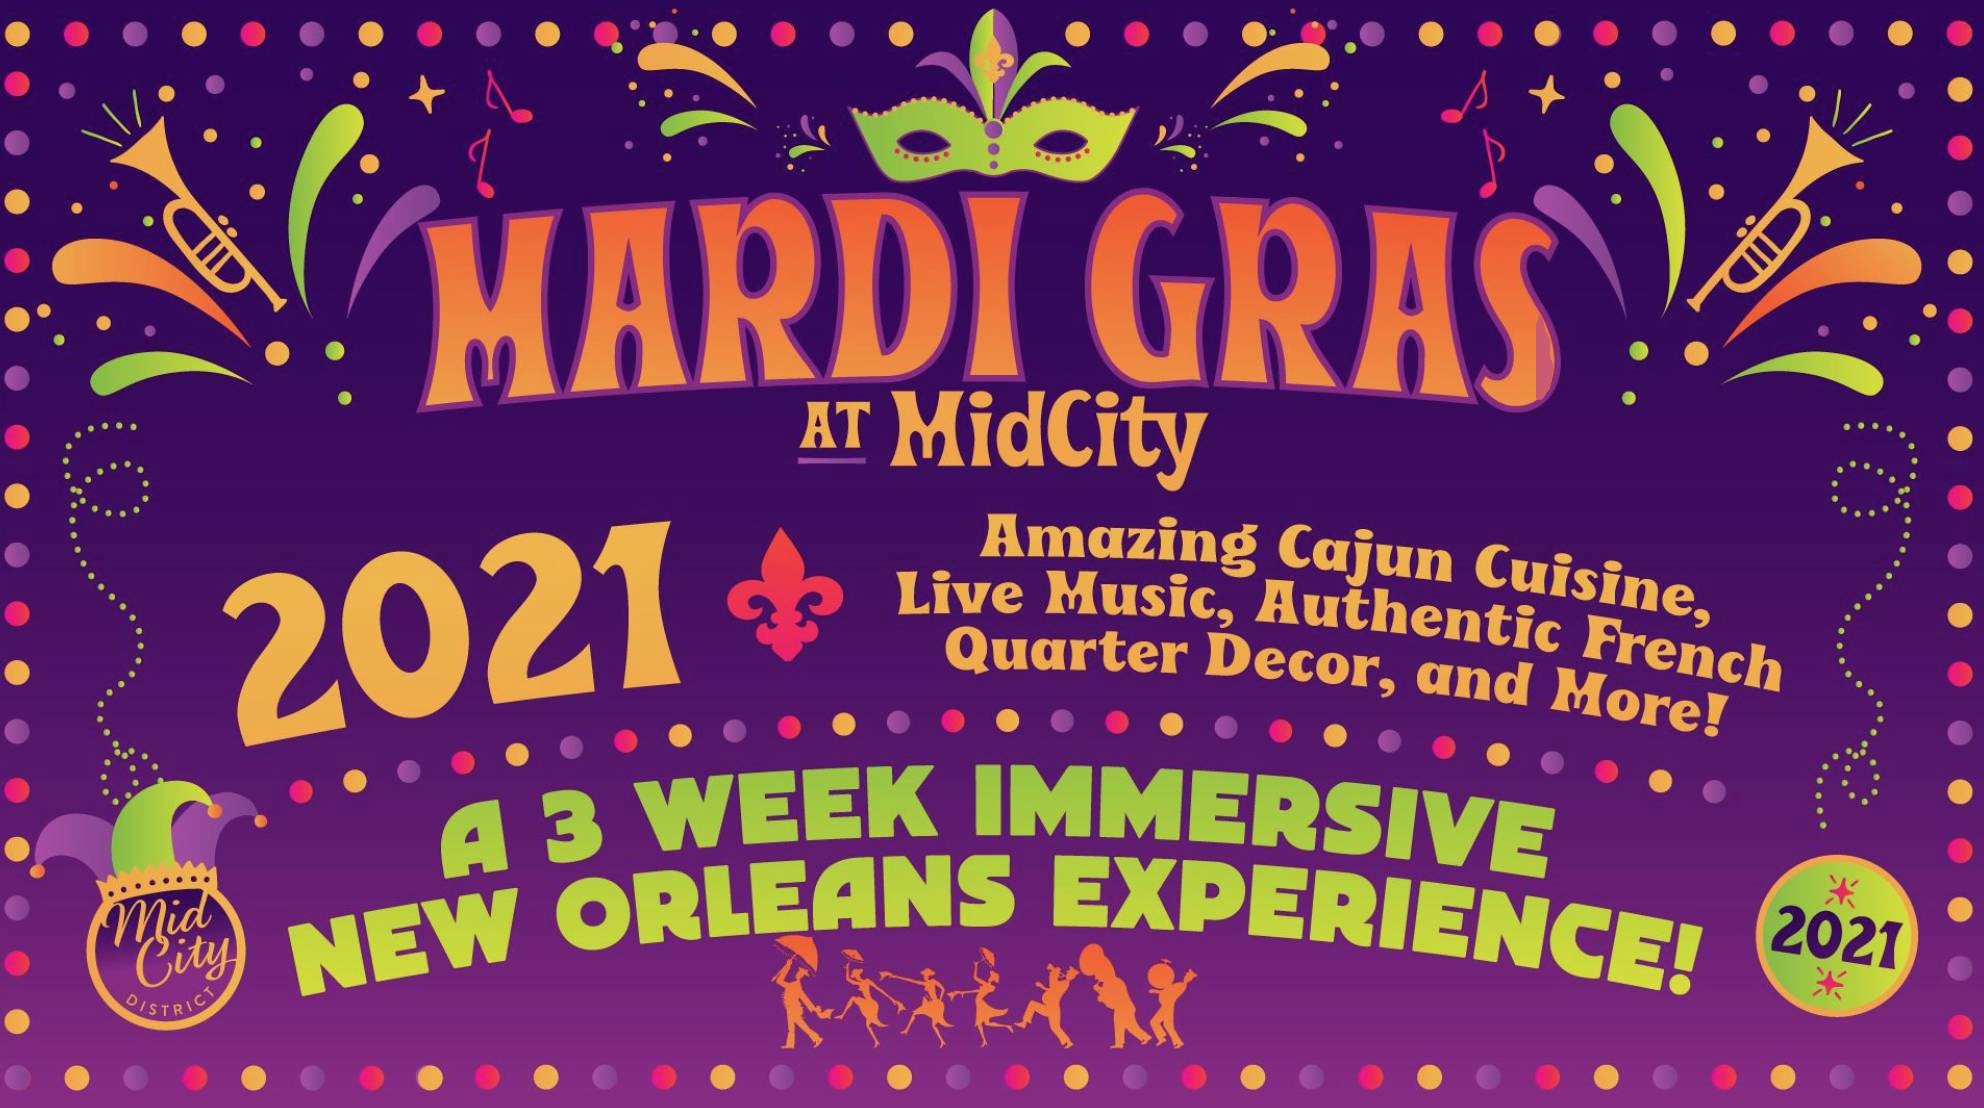 MARDI GRAS
AT MidCity
2021
Amazing Cajun Cuisine,
Live Music, Authentic French
Quarter Decor, and More!
A 3 WEEK IMMERSIVE
NEW ORLEANS EXPERIENCE!
Mid
City
DISTRICT
2021